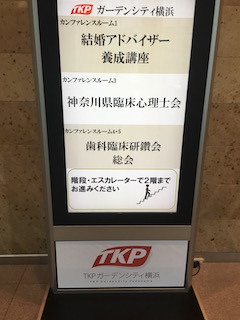 TKP ガーデンシティ横浜
カンファレンスルーム1
結婚アドバイザー
養成講座
カンファレンスルーム3
神奈川県臨床心理士会
カンファレンスルーム4+5
歯科臨床研鑽会
総会
階段・エスカレーターで2階まで
お進みください
TKP
TKPガーデンシティ横浜